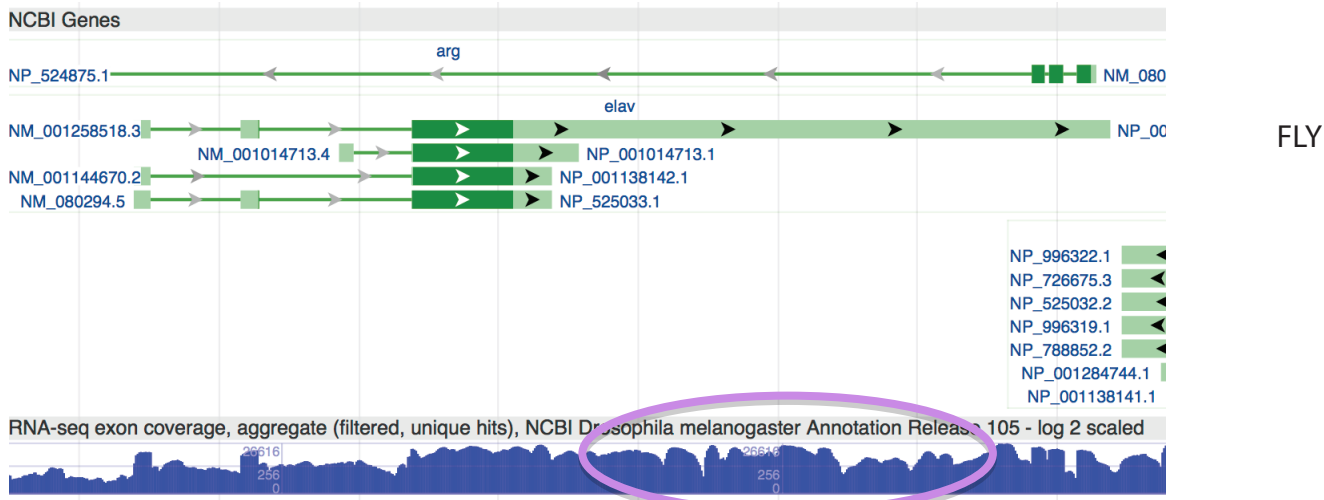 NCBI Genes
arg
NP_524875.1 NM_080
elav
NM_001258518.3 NP_00
FLY
NM_001014713.4 NP_001014713.1
NM_001144670.2 NP_001138142.1
NM_080294.5 NP_525033.1
NP_996322.1
NP_726675.3
NP_525032.2
NP_996319.1
NP_788852.2
NP_001284744.1
NP_001138141.1
RNA-seq exon coverage, aggregate (filtered, unique hits), NCBI Drosophila melanogaster Annotation Release 105 - log 2 scaled
26616 26616
256 256
0 0